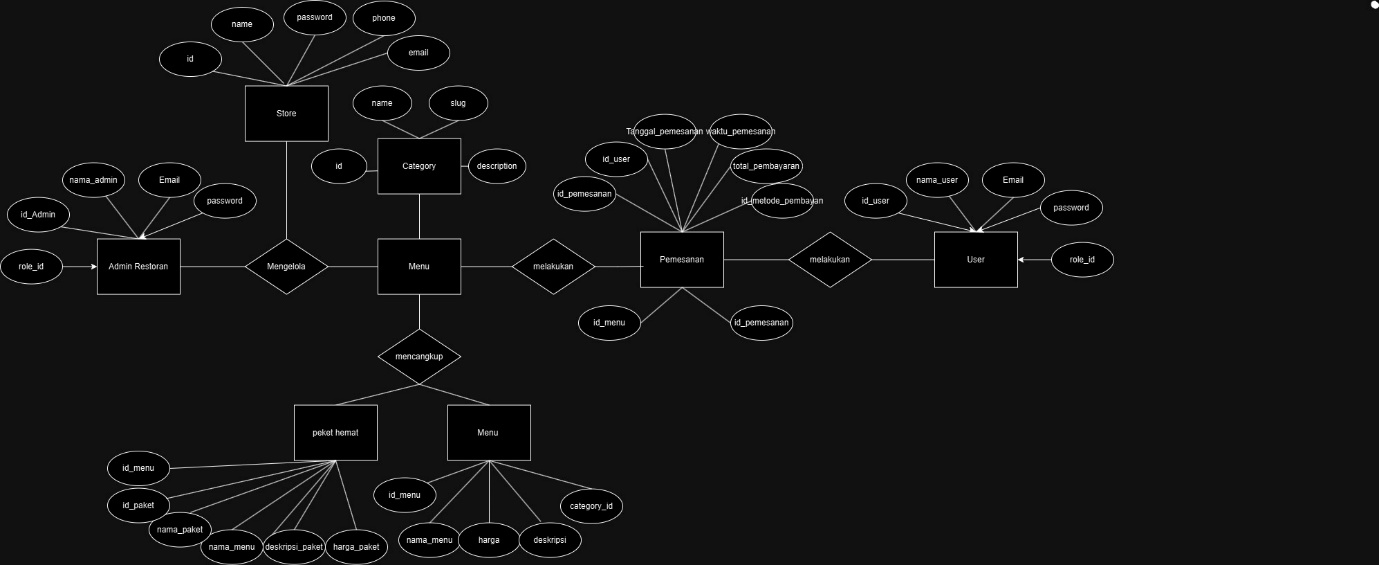 name
password
phone
email
id
Store
name
slug
id
Category
description
Tanggal_pemesanan
waktu_pemesanan
id_user
total_pembayaran
id_pemesanan
id_metode_pembayan
nama_admin
Email
id_Admin
password
role_id
Admin Restoran
Mengelola
Menu
melakukan
Pemesanan
melakukan
User
nama_user
Email
id_user
password
role_id
id_menu
id_pemesanan
mencangkup
peket hemat
Menu
id_menu
id_paket
nama_paket
nama_menu
deskripsi_paket
harga_paket
id_menu
nama_menu
harga
deskripsi
category_id